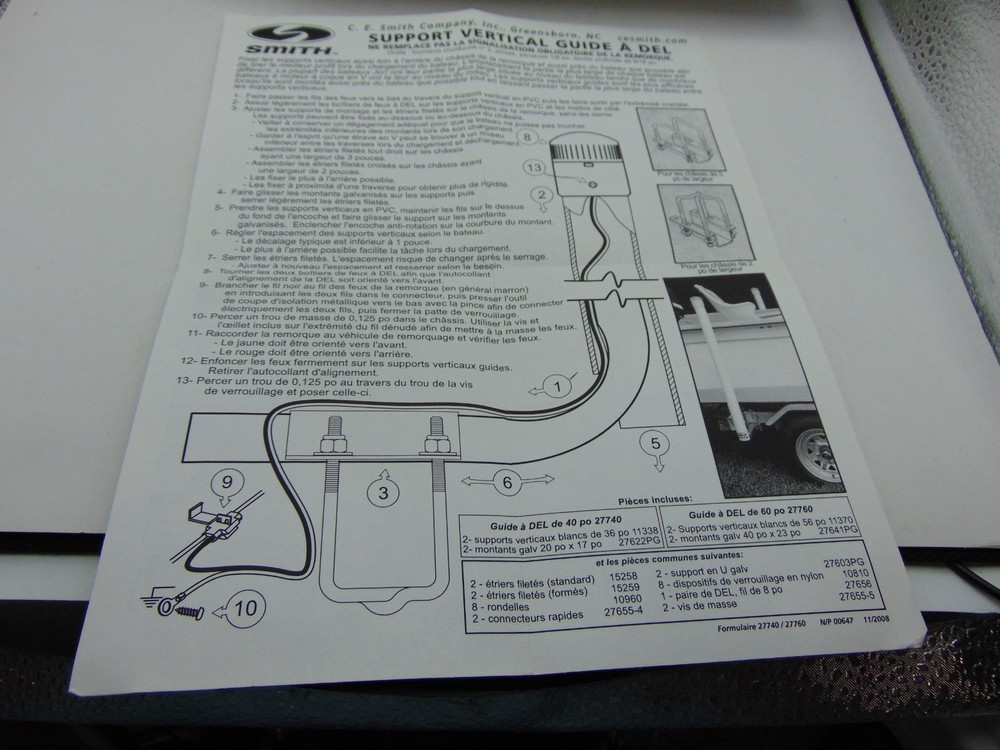 SMITH™
C. E. Smith Company, Inc., Greensboro, NC cesmith.com
SUPPORT VERTICAL GUIDE À DEL
NE REMPLACE PAS LA SIGNALISATION OBLIGATOIRE DE LA REMORQUE.
les supports verticaux.
1- Faire passer les fils des feux vers le bas au travers du support vertical en PVC puis les faire sortir par l'extrémité
2- Assoir légèrement les boîtiers de feux à DEL sur les supports verticaux en PVC et les mettre de côté.
3- Ajuster les supports de montage et les étriers filetés sur le châssis de la remorque, sans les serrer.
Les supports peuvent être fixés au-dessous ou au-dessus du châssis.
- Veiller à conserver un dégagement adéquat pour que le bateau ne puisse pas toucher
les extrémités intérieures des montants lors de son chargement.
- Garder à l'esprit qu'une étrave en V peut se trouver à un niveau
inférieur entre les traverses lors du chargement et déchargement.
- Assembler les étriers filetés tout droit sur les châssis
ayant une largeur de 3 pouces.
- Assembler les étriers filetés croisés sur les châssis ayant
une largeur de 2 pouces.
- Les fixer le plus à l'arrière possible.
- Les fixer à proximité d'une traverse pour obtenir plus de rigidité.
4- Faire glisser les montants galvanisés sur les supports puis
serrer légèrement les étriers filetés.
5- Prendre les supports verticaux en PVC, maintenir les fils sur le dessus
du fond de l'encoche et faire glisser le support sur les montants
galvanisés. Enclencher l'encoche anti-rotation sur la courbure du montant.
6- Régler l'espacement des supports verticaux selon le bateau.
- Le décalage typique est inférieur à 1 pouce.
- Le plus à l'arrière possible facilite la tâche lors du chargement.
7- Serrer les étriers filetés. L'espacement risque de changer après le serrage.
Ajuster à nouveau l'espacement et resserrer selon le besoin.
8- Tourner les deux boîtiers de feux à DEL afin que l'autocollant
d'alignement de la DEL soit orienté vers l'avant.
9- Brancher le fil noir au fil des feux de la remorque (en général marron)
en introduisant les deux fils dans le connecteur, puis presser l'outil
de coupe d'isolation métallique vers le bas avec la pince afin de connecter
électriquement les deux fils, puis fermer la patte de verrouillage.
10- Percer un trou de masse de 0,125 po dans le châssis. Utiliser la vis et
l'œillet inclus sur l'extrémité du fil dénudé afin de mettre à la masse les feux.
11- Raccorder la remorque au véhicule de remorquage et vérifier les feux.
- Le jaune doit être orienté vers l'avant.
- Le rouge doit être orienté vers l'arrière.
12- Enfoncer les feux fermement sur les supports verticaux guides.
Retirer l'autocollant d'alignement.
13- Percer un trou de 0,125 po au travers du trou de la vis
de verrouillage et poser celle-ci.
8
13
2
Pour les châssis de 3
po de largeur
Pour les châssis de 2
po de largeur
1
5
9
3
6
10
Pièces incluses:
Guide à DEL de 40 po 27740
2- supports verticaux blancs de 36 po 11338
2- montants galv 20 po x 17 po 27622PG
Guide à DEL de 60 po 27760
2- Supports verticaux blancs de 56 po 11370
2- montants galv 40 po x 23 po 27641PG
et les pièces communes suivantes:
2 - étriers filetés (standard) 15258
2 - étriers filetés (formés) 15259
8 - rondelles 10960
2 - connecteurs rapides 27655-4
2 - support en U galv 27603PG
8 - dispositifs de verrouillage en nylon 10810
1 - paire de DEL, fil de 8 po 27656
2 - vis de masse 27655-5
Formulaire 27740 / 27760 N/P 00647 11/2008